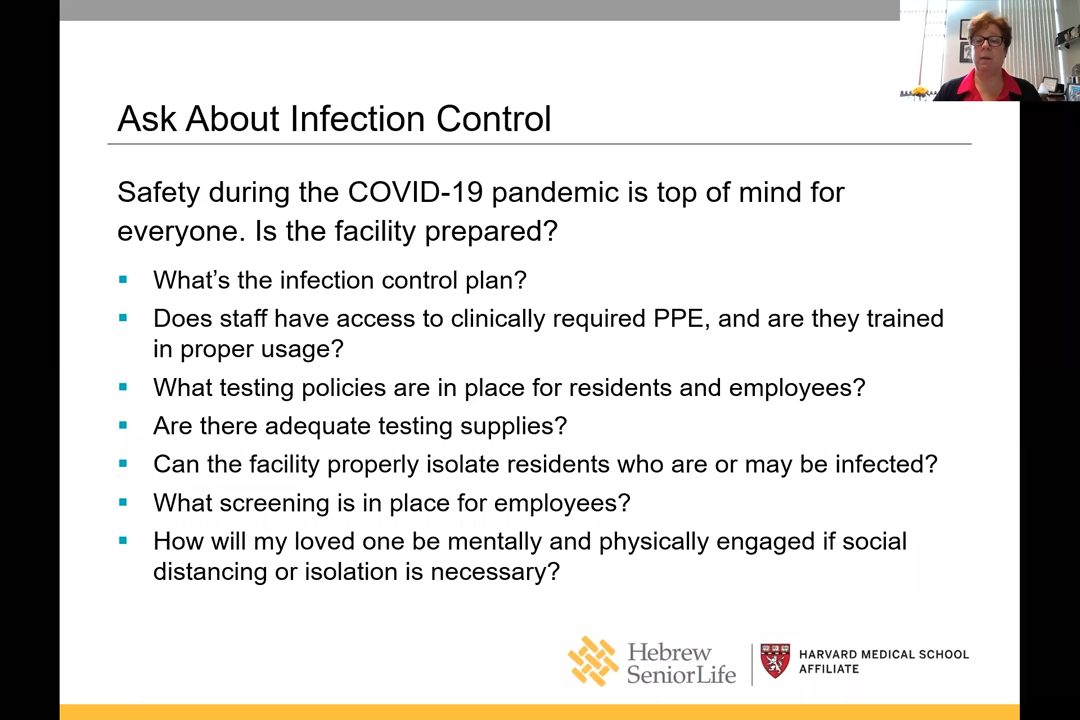 Ask About Infection Control
Safety during the COVID-19 pandemic is top of mind for
everyone. Is the facility prepared?
What’s the infection control plan?
Does staff have access to clinically required PPE, and are they trained
in proper usage?
What testing policies are in place for residents and employees?
Are there adequate testing supplies?
Can the facility properly isolate residents who are or may be infected?
What screening is in place for employees?
How will my loved one be mentally and physically engaged if social
distancing or isolation is necessary?
Hebrew
SeniorLife
HARVARD MEDICAL SCHOOL
AFFILIATE